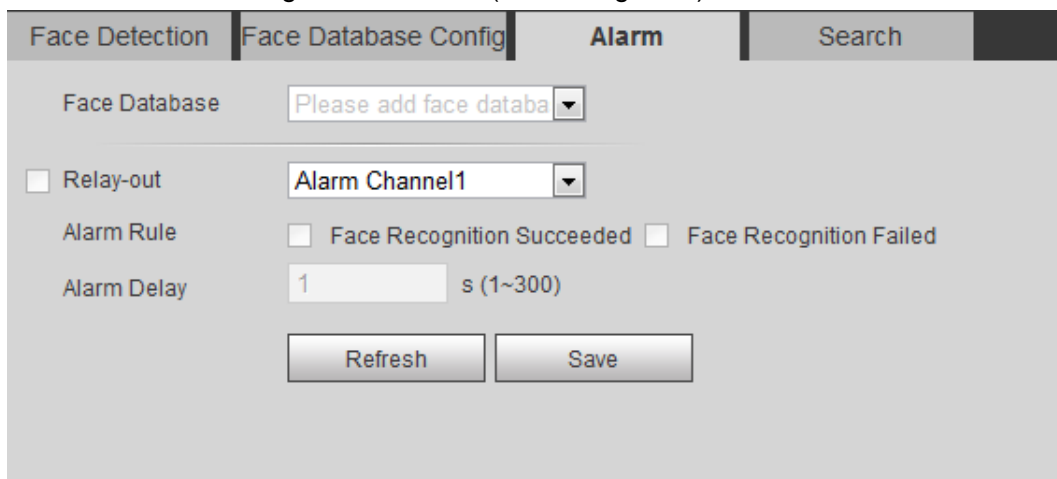 Face Detection Face Database Config Alarm Search
Face Database Please add face databa
Relay-out Alarm Channel1
Alarm Rule Face Recognition Succeeded Face Recognition Failed
Alarm Delay 1 s (1~300)
Refresh Save